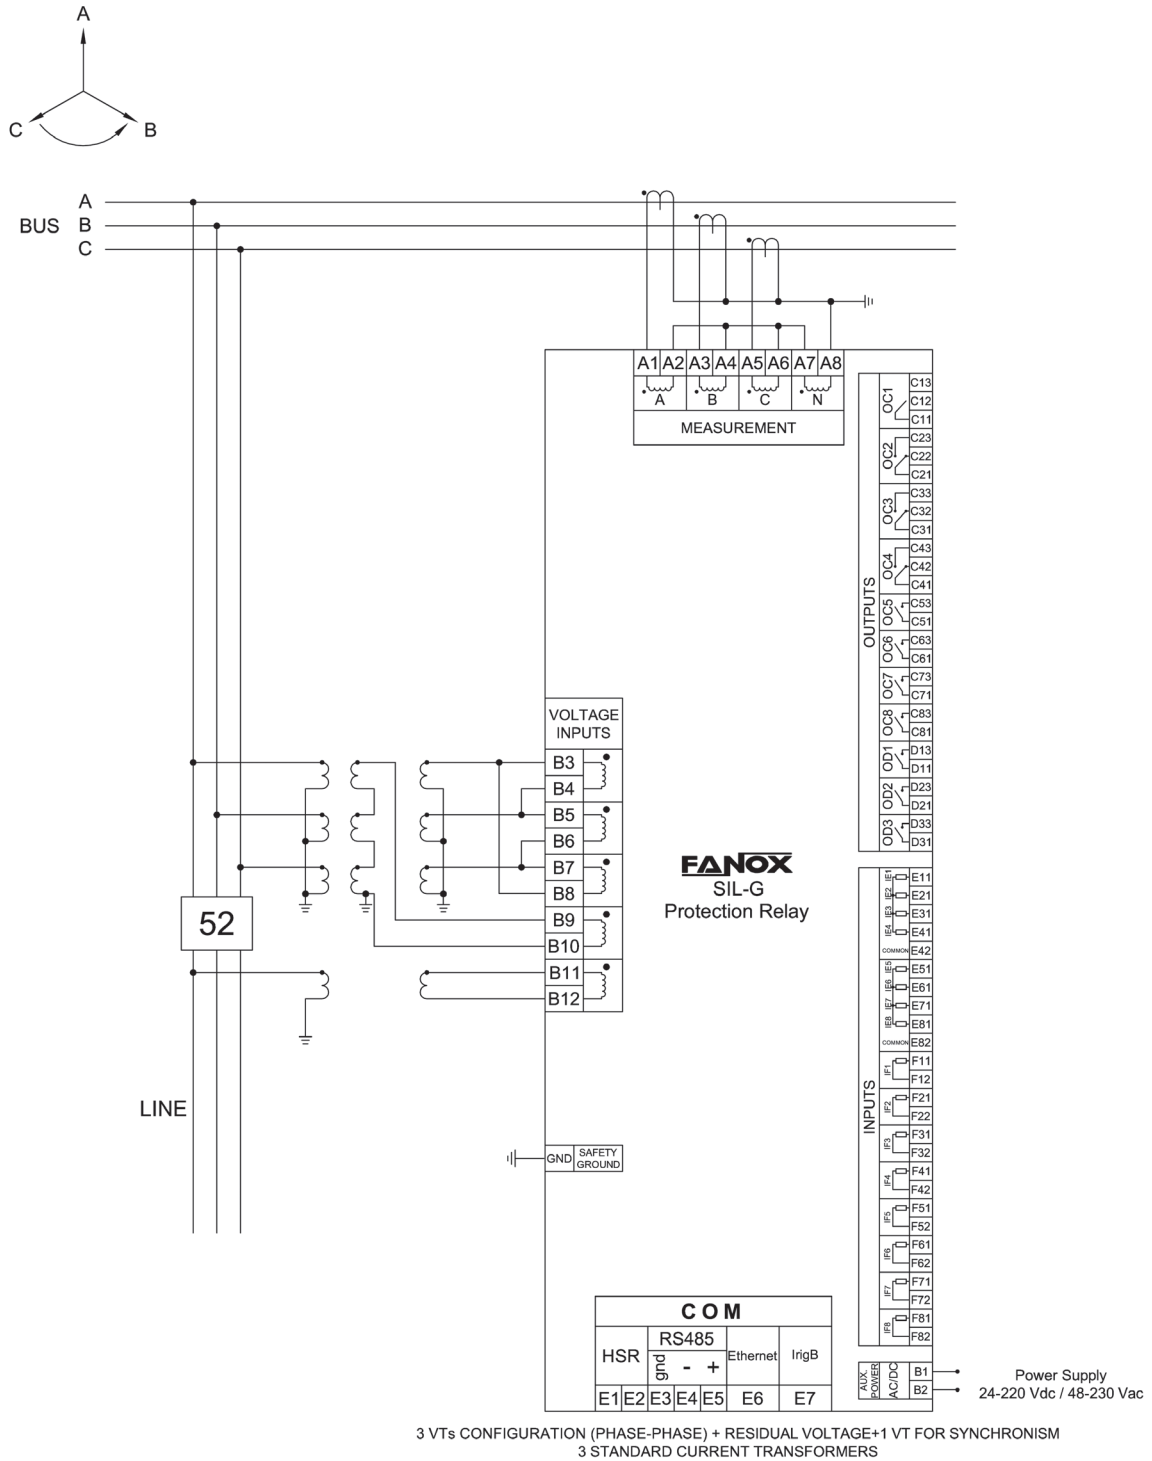 A
C B
A
BUS B
C
A1 A2 A3 A4 A5 A6 A7 A8
A B C N
MEASUREMENT
OUTPUTS
OC1
C13
C12
C11
OC2
C23
C22
C21
OC3
C33
C32
C31
OC4
C43
C42
C41
OC5
C53
C51
OC6
C63
C61
OC7
C73
C71
OC8
C83
C81
OD1
D13
D11
OD2
D23
D21
OD3
D33
D31
VOLTAGE
INPUTS
B3
B4
B5
B6
B7
B8
B9
B10
B11
B12
FANOX
SIL-G
Protection Relay
52
LINE
GND
SAFETY
GROUND
INPUTS
IE1 E11
IE2 E21
IE3 E31
IE4 E41
COMMON E42
IE5 E51
IE6 E61
IE7 E71
IE8 E81
COMMON E82
IF1
F11
F12
IF2
F21
F22
IF3
F31
F32
IF4
F41
F42
IF5
F51
F52
IF6
F61
F62
IF7
F71
F72
IF8
F81
F82
AUX.
POWER
AC/DC
B1
B2
Power Supply
24-220 Vdc / 48-230 Vac
COM
HSR
RS485
gnd - +
Ethernet
IrigB
E1 E2 E3 E4 E5 E6 E7
3 VTs CONFIGURATION (PHASE-PHASE) + RESIDUAL VOLTAGE+1 VT FOR SYNCHRONISM
3 STANDARD CURRENT TRANSFORMERS